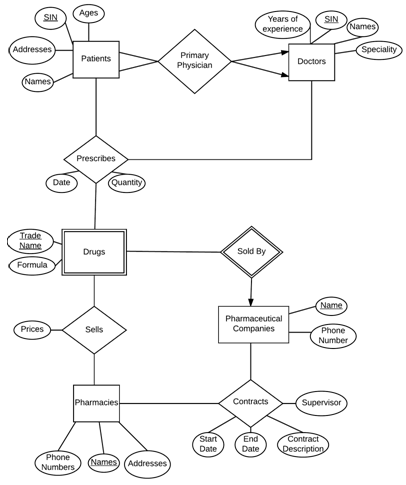 SIN
Ages
Addresses
Patients
Names
Primary
Physician
Years of
experience
SIN
Names
Speciality
Doctors
Prescribes
Date
Quantity
Trade
Name
Formula
Drugs
Sold By
Prices
Sells
Pharmaceutical
Companies
Name
Phone
Number
Pharmacies
Contracts
Supervisor
Phone
Numbers
Names
Addresses
Start
Date
End
Date
Contract
Description